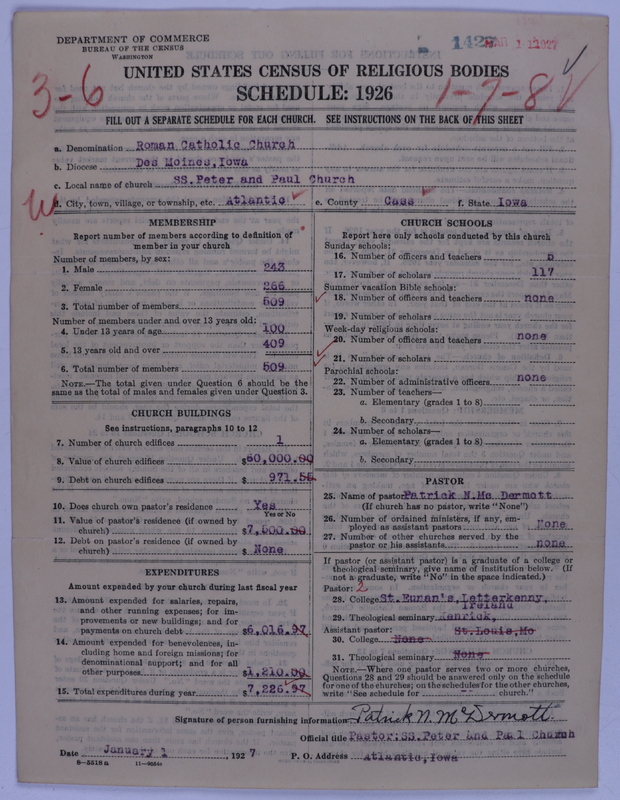 DEPARTMENT OF COMMERCE
BUREAU OF THE CENSUS
WASHINGTON
UNITED STATES CENSUS OF RELIGIOUS BODIES
SCHEDULE: 1926
3-6
1-7-8
FILL OUT A SEPARATE SCHEDULE FOR EACH CHURCH. SEE INSTRUCTIONS ON THE BACK OF THIS SHEET
a. Denomination Roman Catholic Church
b. Diocese Des Moines, Iowa
c. Local name of church SS.Peter and Paul Church
d. City, town, village, or township, etc. Atlantic e. County Cass f. State Iowa
MEMBERSHIP
Report number of members according to definition of
member in your church
Number of members, by sex:
1. Male 243
2. Female 266
3. Total number of members 509
Number of members under and over 13 years old:
4. Under 13 years of age 100
5. 13 years old and over 409
6. Total number of members 509
NOTE.—The total given under Question 6 should be the
same as the total of males and females given under Question 3.
CHURCH BUILDINGS
See instructions, paragraphs 10 to 12
7. Number of church edifices 1
8. Value of church edifices $60,000.00
9. Debt on church edifices $ 971.55
10. Does church own pastor's residence Yes
Yes or No
11. Value of pastor's residence (if owned by
church) $7,000.00
12. Debt on pastor's residence (if owned by
church) $ None
EXPENDITURES
Amount expended by your church during last fiscal year
13. Amount expended for salaries, repairs,
and other running expenses; for im-
provements or new buildings; and for
payments on church debt $6,016.97
14. Amount expended for benevolences, in-
cluding home and foreign missions; for
denominational support; and for all
other purposes $1,210.00
15. Total expenditures during year $7,226.97
CHURCH SCHOOLS
Report here only schools conducted by this church
Sunday schools:
16. Number of officers and teachers 5
17. Number of scholars 117
Summer vacation Bible schools:
18. Number of officers and teachers none
19. Number of scholars
Week-day religious schools:
20. Number of officers and teachers none
21. Number of scholars
Parochial schools:
22. Number of administrative officers none
23. Number of teachers—
a. Elementary (grades 1 to 8)
b. Secondary
24. Number of scholars—
a. Elementary (grades 1 to 8)
b. Secondary
PASTOR
25. Name of pastor Patrick N.Mc Dermott
(If church has no pastor, write "None")
26. Number of ordained ministers, if any, em-
ployed as assistant pastors None
27. Number of other churches served by the
pastor or his assistants none
If pastor (or assistant pastor) is a graduate of a college or
theological seminary, give name of institution below. (If
not a graduate, write "No" in the space indicated.)
Pastor: 2
28. College St.Eunan's, Letterkenny,
Ireland
29. Theological seminary Kenrick,
Assistant pastor: St.Louis,Mo
30. College None
31. Theological seminary None
NOTE.—Where one pastor serves two or more churches,
Questions 28 and 29 should be answered only on the schedule
for one of the churches; on the schedules for the other churches,
write "See schedule for church."
Signature of person furnishing information Patrick N. McDermott
Official title Pastor:SS.Peter and Paul Church
Date January 1, 1927 P. O. Address Atlantic, Iowa
8-5518a